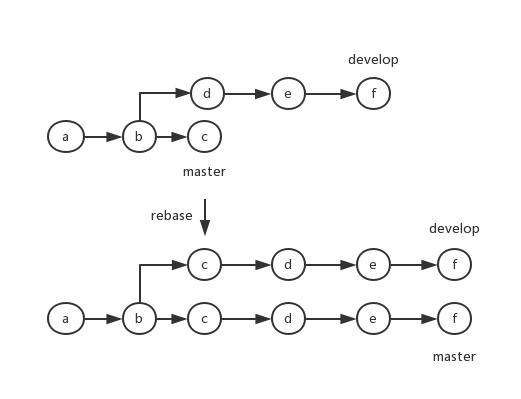 develop
d e f
a b c
master
rebase
develop
c d e f
a b c d e f
master